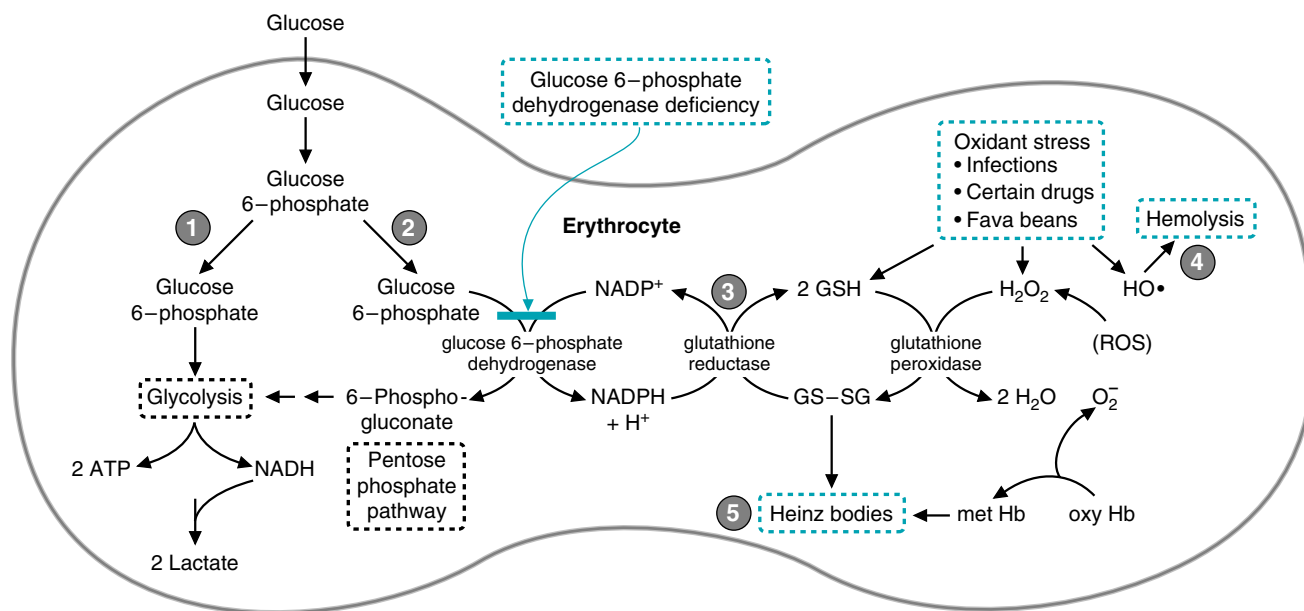 Glucose
Glucose
Glucose 6–phosphate
dehydrogenase deficiency
Oxidant stress
• Infections
• Certain drugs
• Fava beans
Glucose
6–phosphate
1
2
Erythrocyte
Hemolysis
4
Glucose
6–phosphate
Glucose
6–phosphate
NADP+
3
2 GSH
H2O2
HO•
glucose 6–phosphate
dehydrogenase
glutathione
reductase
glutathione
peroxidase
(ROS)
Glycolysis
6–Phospho-
gluconate
NADPH
+ H+
GS–SG
2 H2O
O2−
2 ATP
NADH
Pentose
phosphate
pathway
5
Heinz bodies
met Hb
oxy Hb
2 Lactate